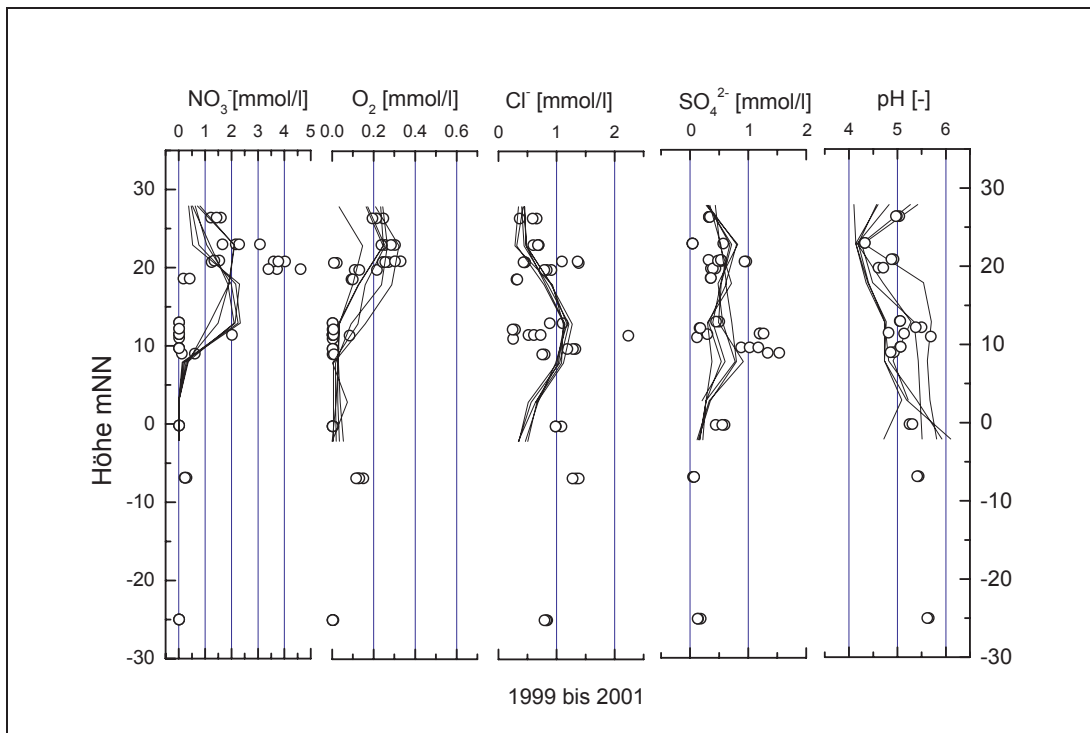 NO₃⁻ [mmol/l] O₂ [mmol/l] Cl⁻ [mmol/l] SO₄²⁻ [mmol/l] pH [-]
0 1 2 3 4 5 0.0 0.2 0.4 0.6 0 1 2 0 1 2 4 5 6
30 30
20 20
10 10
0 0
-10 -10
-20 -20
-30 -30
Höhe mNN
1999 bis 2001